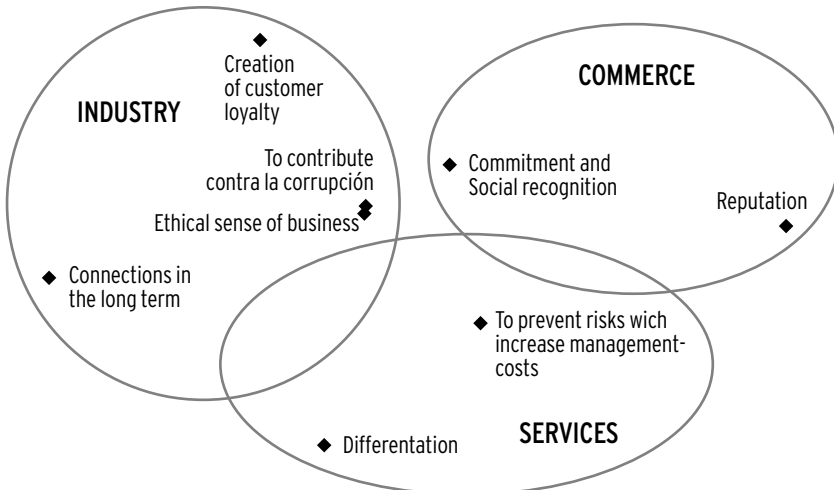 INDUSTRY
Creation
of customer
loyalty
To contribute
contra la corrupción
Ethical sense of business
Connections in
the long term
COMMERCE
Commitment and
Social recognition
Reputation
To prevent risks wich
increase management-
costs
Differentation
SERVICES